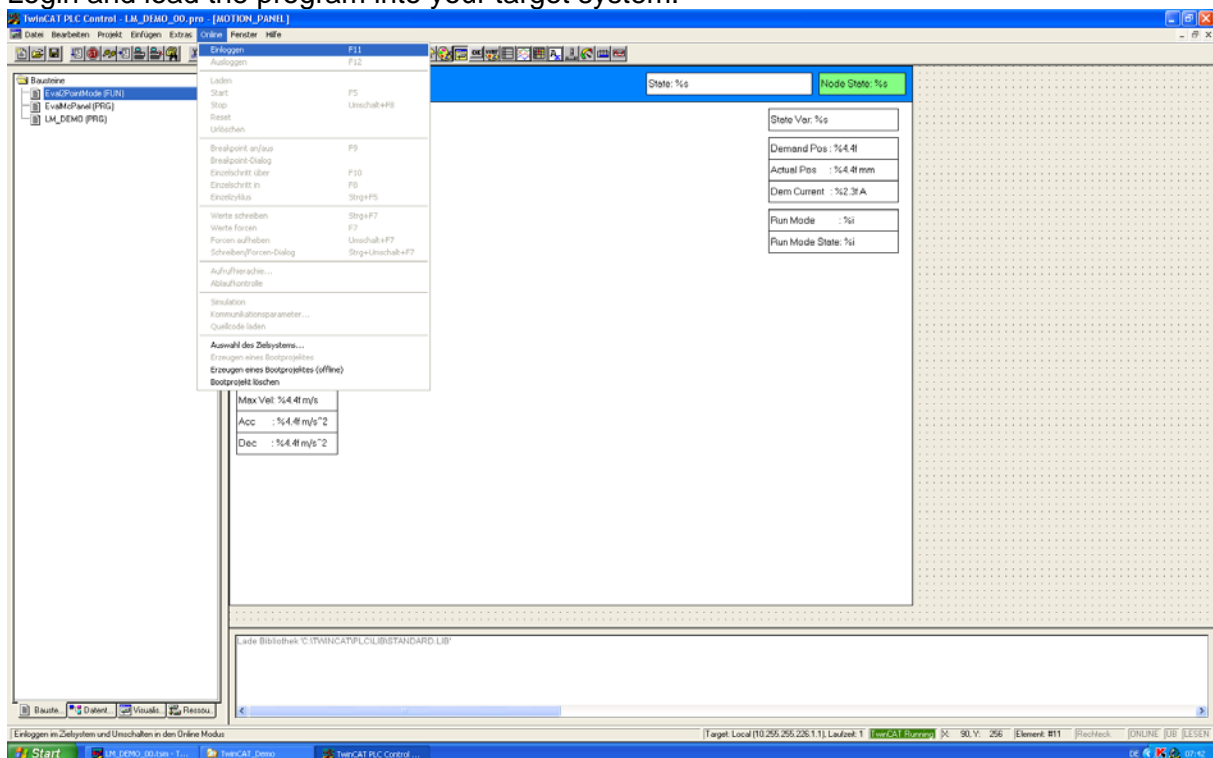 Login and load the program into your target system.
TwinCAT PLC Control - LM_DEMO_00.pro - [MOTION_PANEL]
Datei Bearbeiten Projekt Einfügen Extras Online Fenster Hilfe
Einloggen F11
Ausloggen F12
Laden
Start F5
Stop Umschalt+F8
Reset
Urlöschen
Breakpoint an/aus F9
Breakpoint-Dialog
Einzelschritt über F10
Einzelschritt in F8
Einzelzyklus Strg+F5
Werte schreiben Strg+F7
Werte forcen F7
Forcen aufheben Umschalt+F7
Schreiben/Forcen-Dialog Strg+Umschalt+F7
Aufrufhierachie...
Ablaufkontrolle
Simulation
Kommunikationsparameter...
Quellcode laden
Auswahl des Zielsystems...
Erzeugen eines Bootprojektes
Erzeugen eines Bootprojektes (offline)
Bootprojekt löschen
Bausteine
Eval2PointMode (FUN)
EvalMcPanel (PRG)
LM_DEMO (PRG)
State: %s
Node State: %s
State Var: %s
Demand Pos : %4.4f
Actual Pos : %4.4f mm
Dem Current : %2.3f A
Run Mode : %i
Run Mode State: %i
Max Vel: %4.4f m/s
Acc : %4.4f m/s^2
Dec : %4.4f m/s^2
Lade Bibliothek 'C:\TWINCAT\PLC\LIB\STANDARD.LIB'
Bauste... Datent... Visualis... Ressou...
Einloggen im Zielsystem und Umschalten in den Online Modus
Target: Local (10.255.255.226.1.1), Laufzeit: 1 TwinCAT Running X: 90, Y: 256 Element: #11 Rechteck ONLINE ÜB LESEN
Start LM_DEMO_00.tsm - T... TwinCAT_Demo TwinCAT PLC Control ... DE 07:42